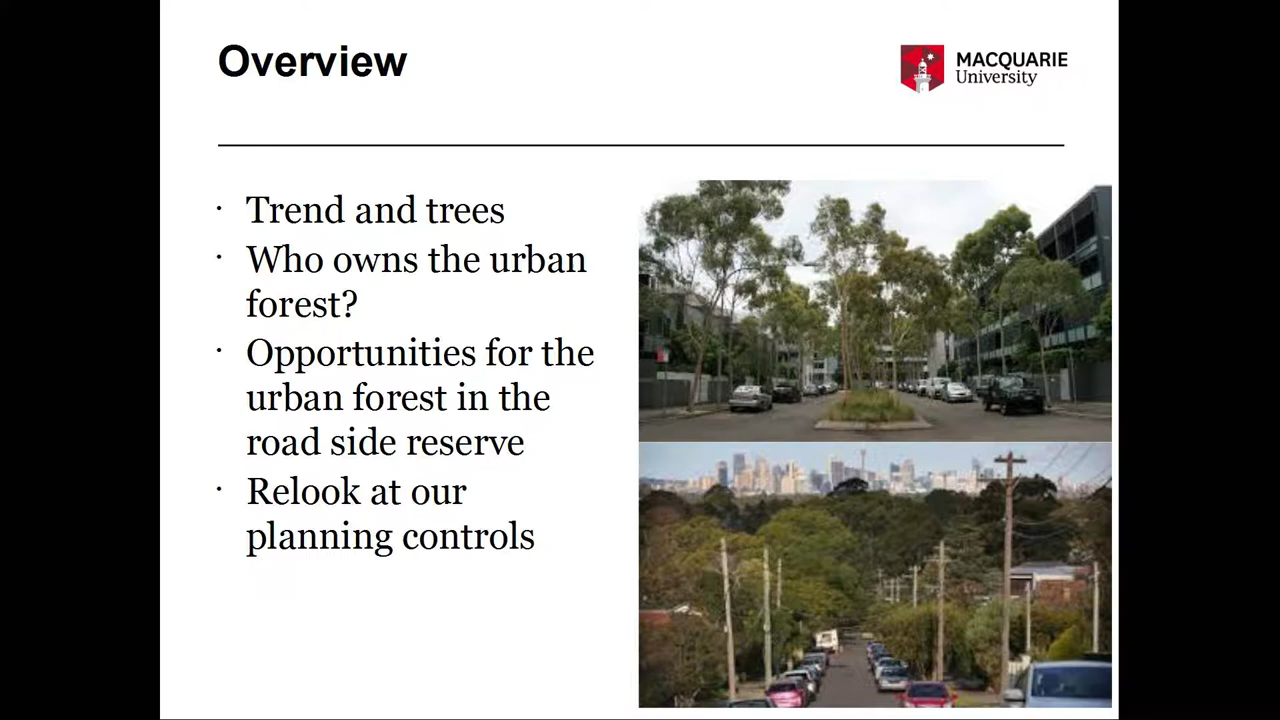 Overview
MACQUARIE
University
· Trend and trees
· Who owns the urban
forest?
· Opportunities for the
urban forest in the
road side reserve
· Relook at our
planning controls